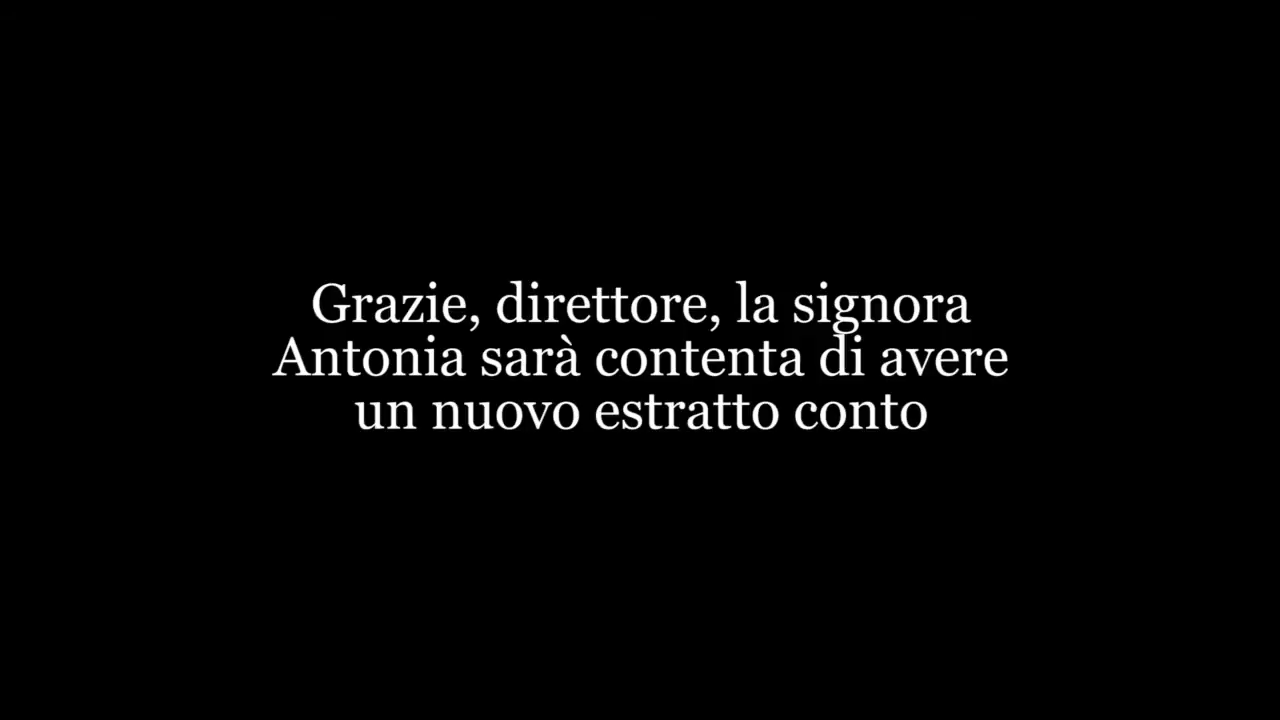 Grazie, direttore, la signora
Antonia sarà contenta di avere
un nuovo estratto conto